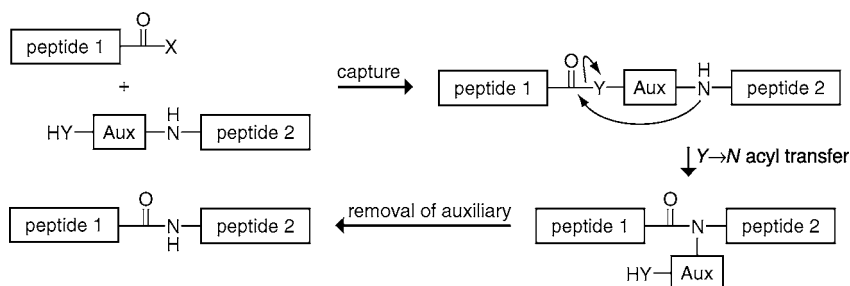 O
peptide 1
X
+
capture
HY
Aux
H
N
peptide 2
O
peptide 1
Y
Aux
H
N
peptide 2
Y→N acyl transfer
O
peptide 1
N
peptide 2
HY
Aux
removal of auxiliary
O
peptide 1
N
H
peptide 2